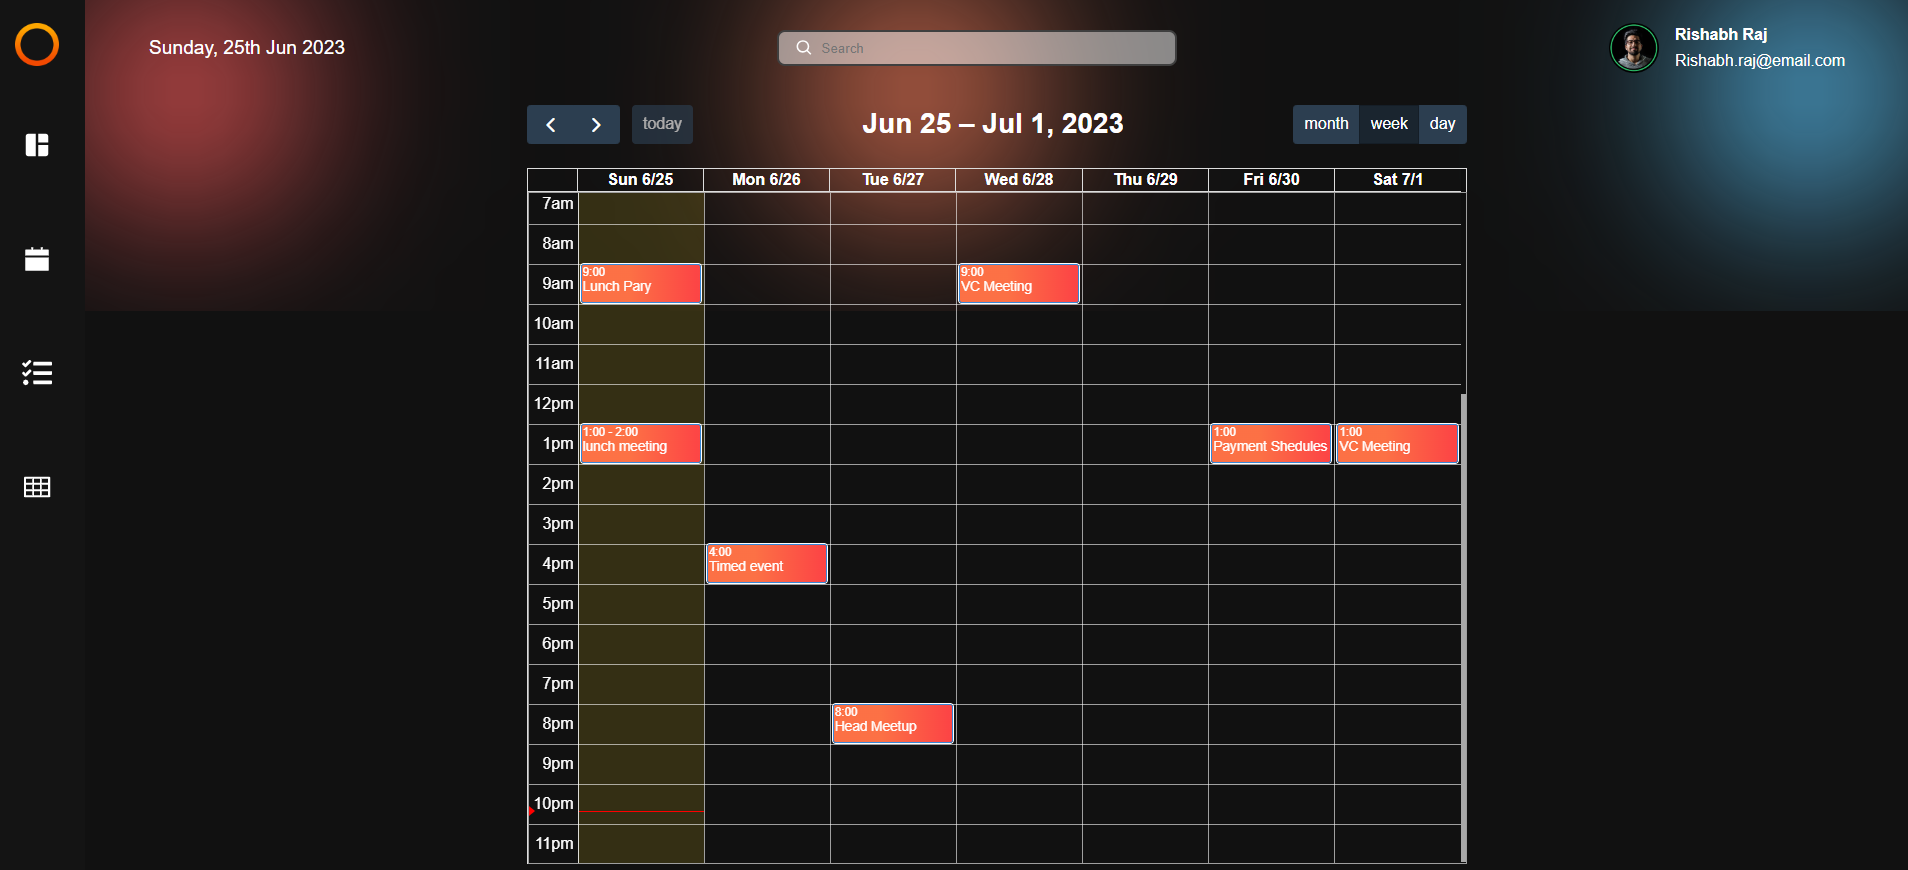 Sunday, 25th Jun 2023
Search
Rishabh Raj
Rishabh.raj@email.com
today
Jun 25 – Jul 1, 2023
month week day
Sun 6/25 Mon 6/26 Tue 6/27 Wed 6/28 Thu 6/29 Fri 6/30 Sat 7/1
7am
8am
9am
9:00
Lunch Pary
9:00
VC Meeting
10am
11am
12pm
1pm
1:00 - 2:00
lunch meeting
1:00
Payment Shedules
1:00
VC Meeting
2pm
3pm
4pm
4:00
Timed event
5pm
6pm
7pm
8pm
8:00
Head Meetup
9pm
10pm
11pm